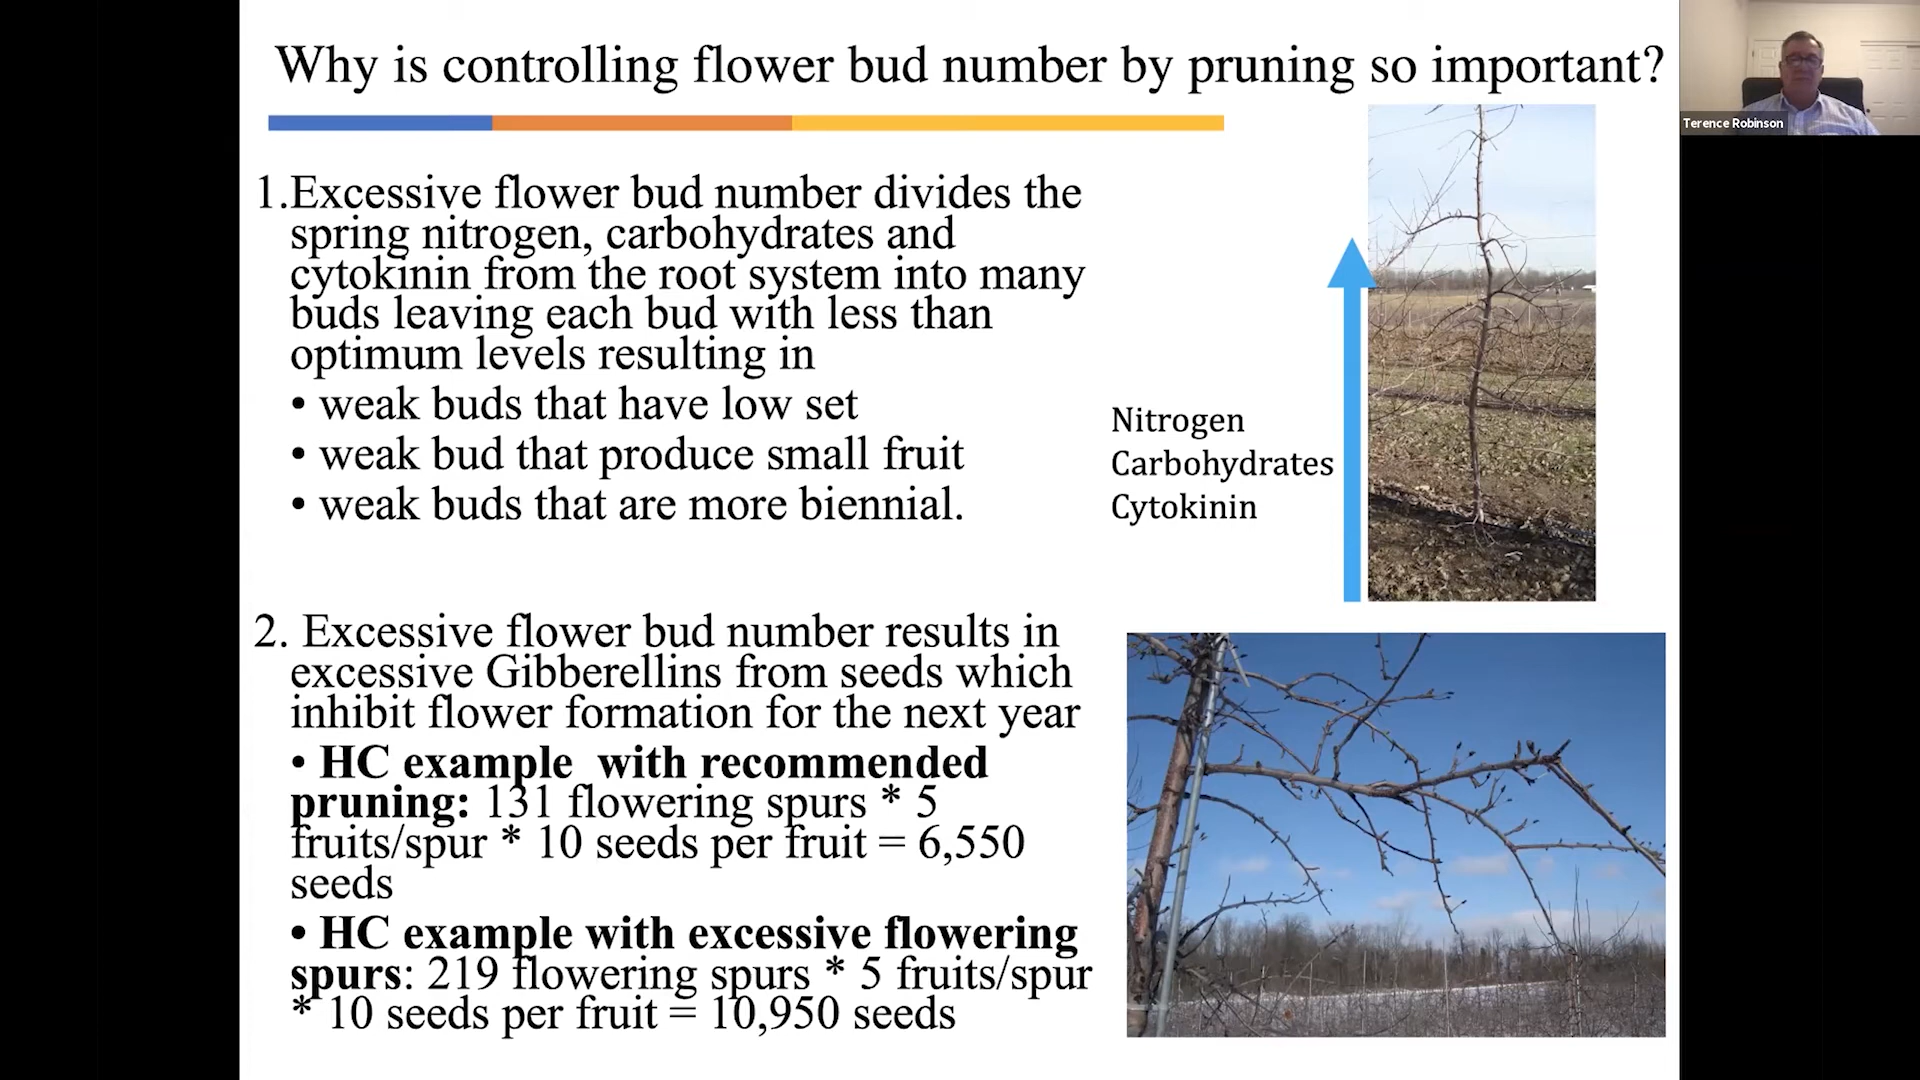 Why is controlling flower bud number by pruning so important?
Terence Robinson
1.Excessive flower bud number divides the
spring nitrogen, carbohydrates and
cytokinin from the root system into many
buds leaving each bud with less than
optimum levels resulting in
• weak buds that have low set
• weak bud that produce small fruit
• weak buds that are more biennial.
Nitrogen
Carbohydrates
Cytokinin
2. Excessive flower bud number results in
excessive Gibberellins from seeds which
inhibit flower formation for the next year
• HC example with recommended
pruning: 131 flowering spurs * 5
fruits/spur * 10 seeds per fruit = 6,550
seeds
• HC example with excessive flowering
spurs: 219 flowering spurs * 5 fruits/spur
* 10 seeds per fruit = 10,950 seeds